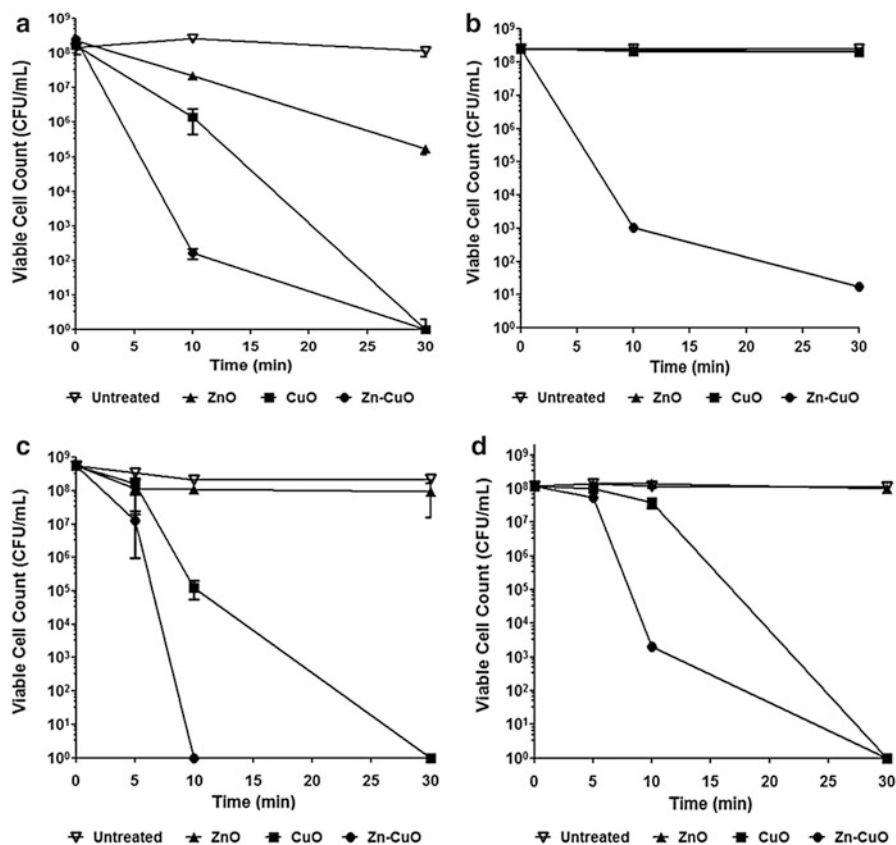 a
Viable Cell Count (CFU/mL)
10⁹
10⁸
10⁷
10⁶
10⁵
10⁴
10³
10²
10¹
10⁰
0 5 10 15 20 25 30
Time (min)
Untreated ZnO CuO Zn-CuO
b
Viable Cell Count (CFU/mL)
10⁹
10⁸
10⁷
10⁶
10⁵
10⁴
10³
10²
10¹
10⁰
0 5 10 15 20 25 30
Time (min)
Untreated ZnO CuO Zn-CuO
c
Viable Cell Count (CFU/mL)
10⁹
10⁸
10⁷
10⁶
10⁵
10⁴
10³
10²
10¹
10⁰
0 5 10 15 20 25 30
Time (min)
Untreated ZnO CuO Zn-CuO
d
Viable Cell Count (CFU/mL)
10⁹
10⁸
10⁷
10⁶
10⁵
10⁴
10³
10²
10¹
10⁰
0 5 10 15 20 25 30
Time (min)
Untreated ZnO CuO Zn-CuO